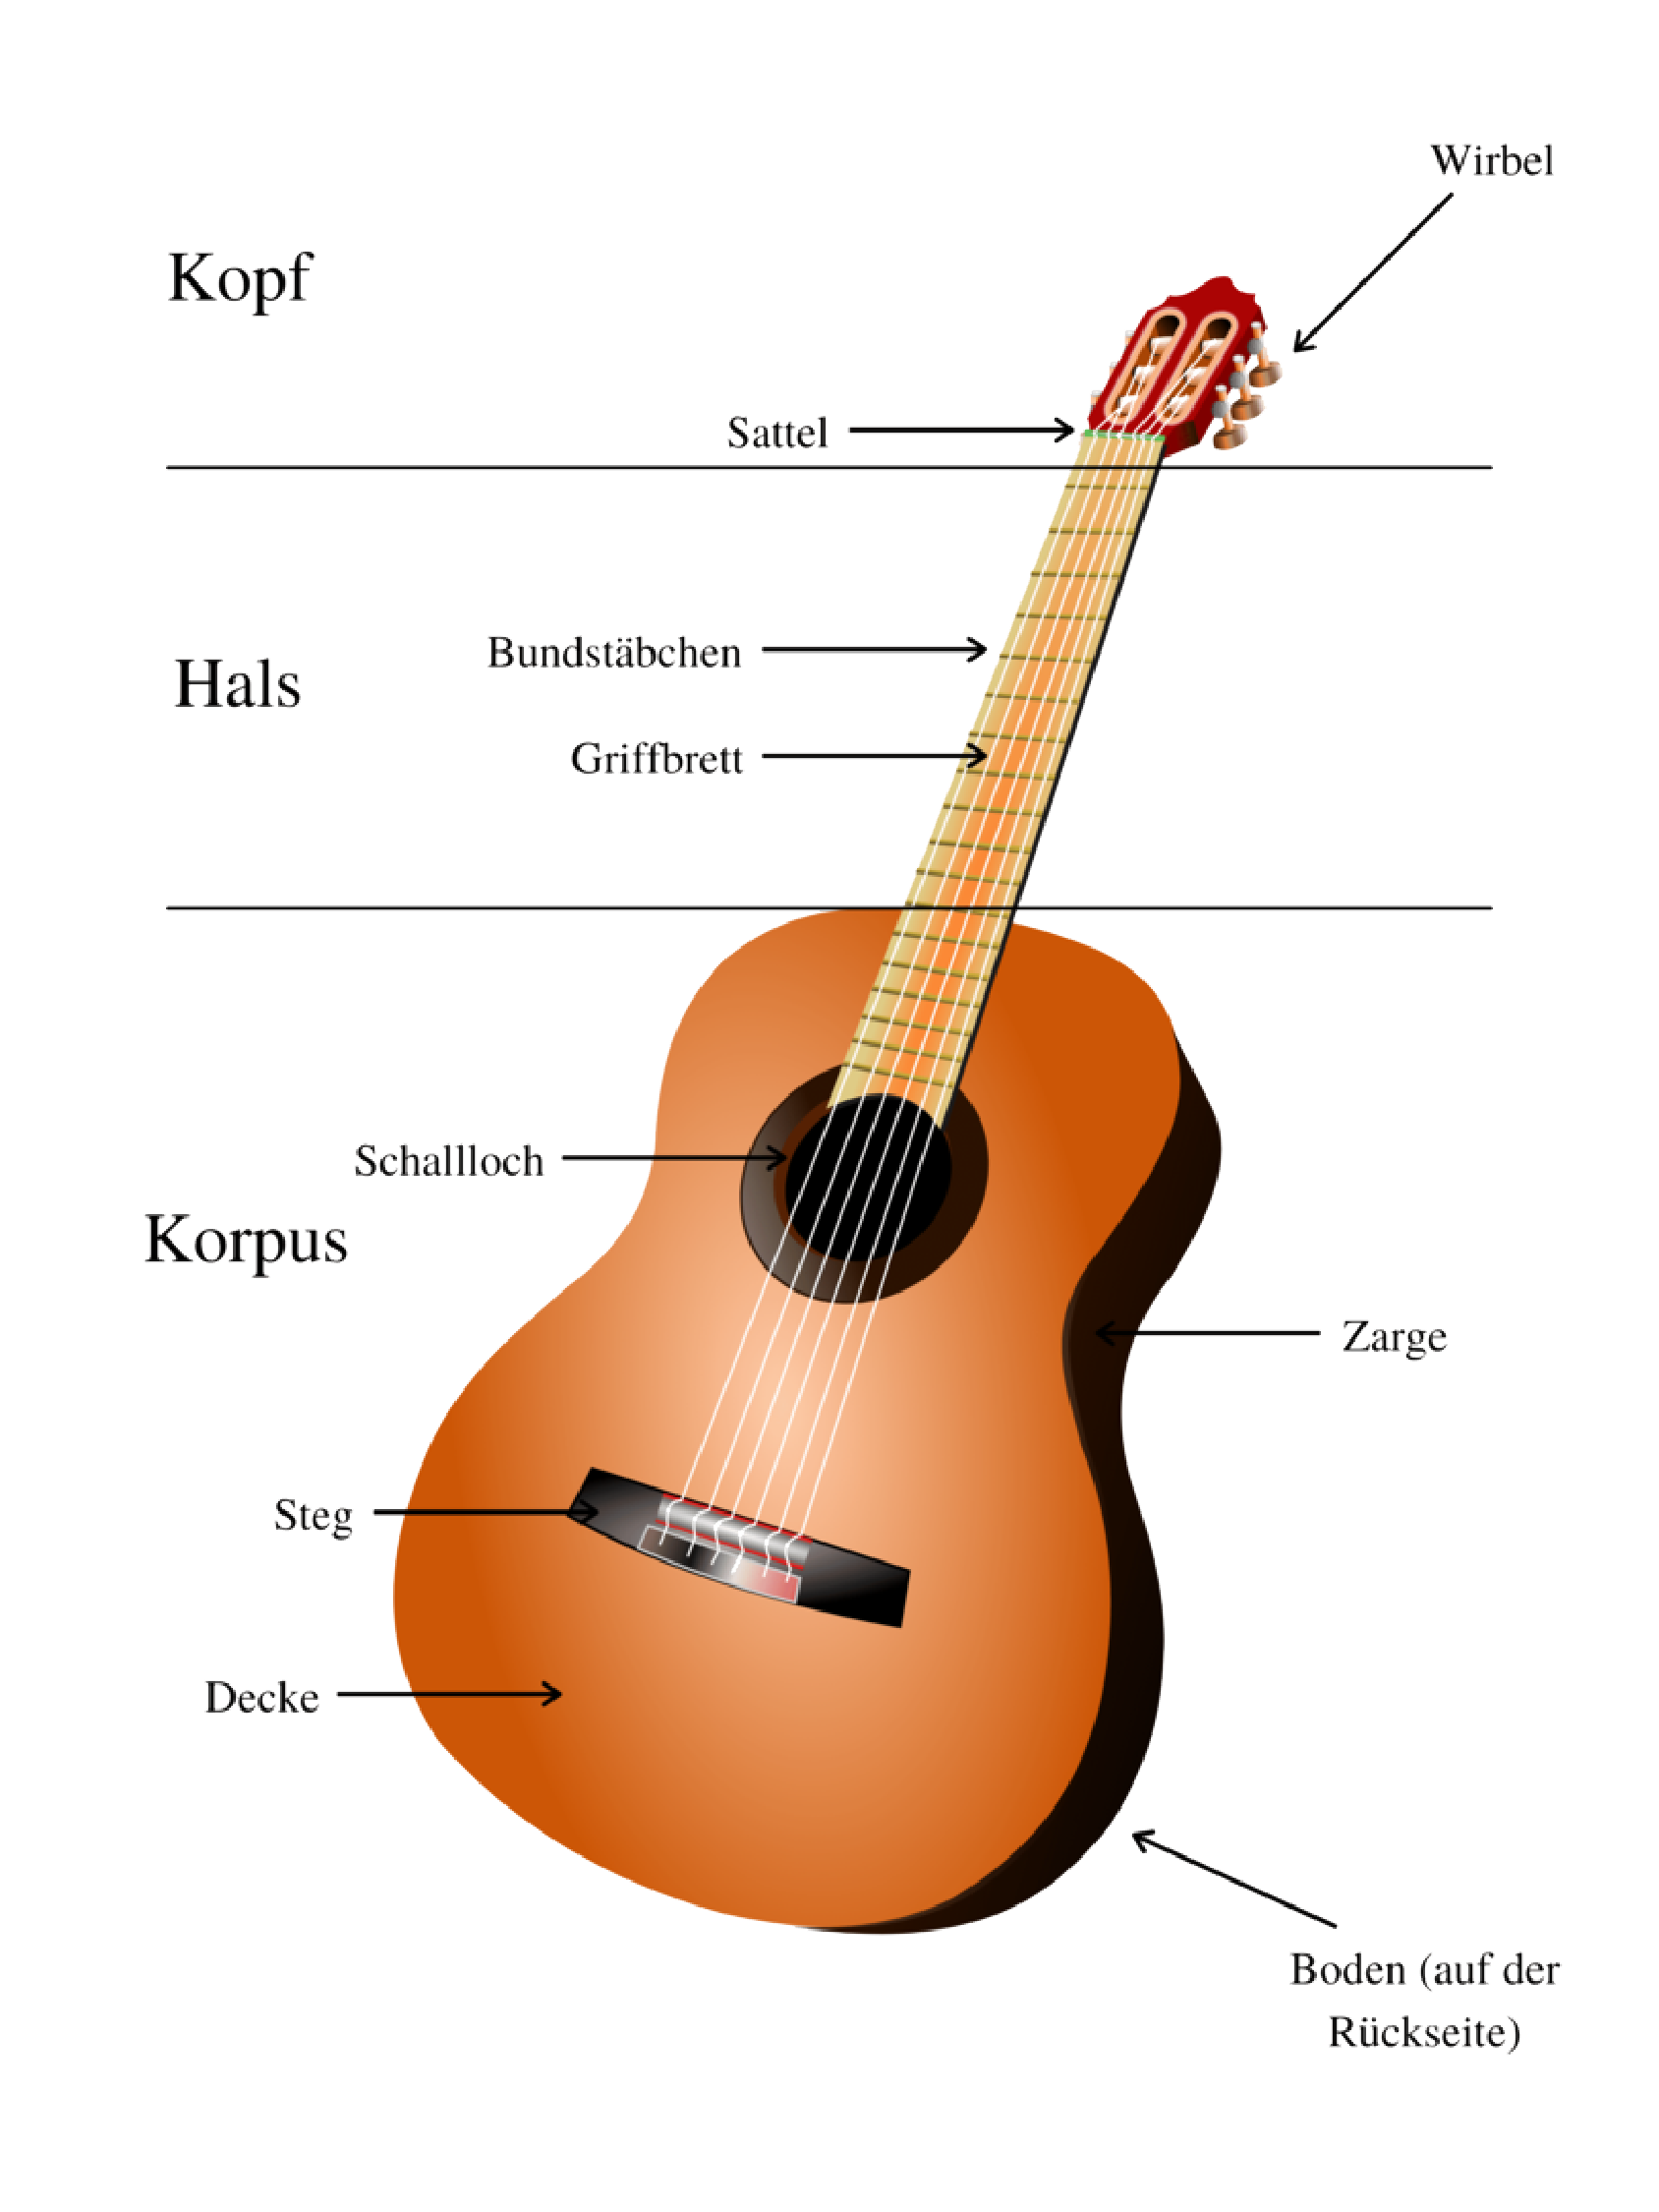 Wirbel
Kopf
Sattel
Bundstäbchen
Hals
Griffbrett
Schallloch
Korpus
Zarge
Steg
Decke
Boden (auf der
Rückseite)